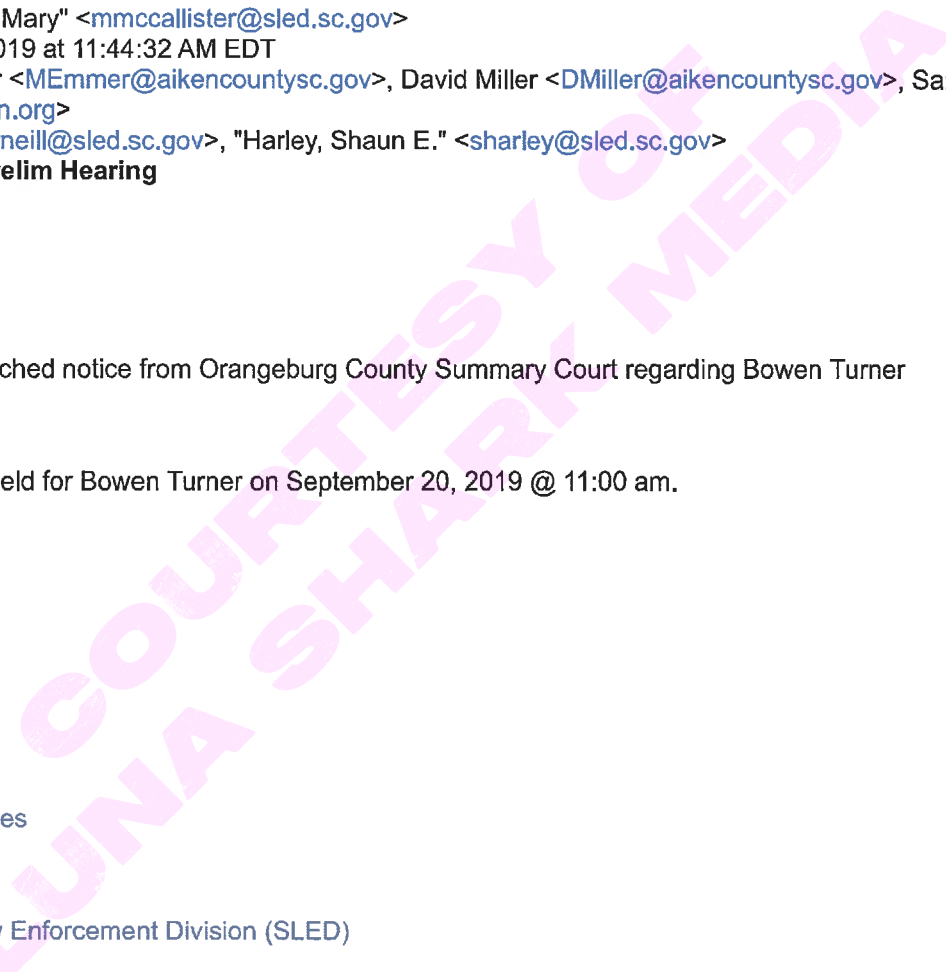 Mary" <mmccallister@sled.sc.gov>
019 at 11:44:32 AM EDT
<MEmmer@aikencountysc.gov>, David Miller <DMiller@aikencountysc.gov>, Sa
n.org>
neill@sled.sc.gov>, "Harley, Shaun E." <sharley@sled.sc.gov>
elim Hearing
ched notice from Orangeburg County Summary Court regarding Bowen Turner
eld for Bowen Turner on September 20, 2019 @ 11:00 am.
es
Enforcement Division (SLED)
COURTESY OF
LUNA SHARK MEDIA